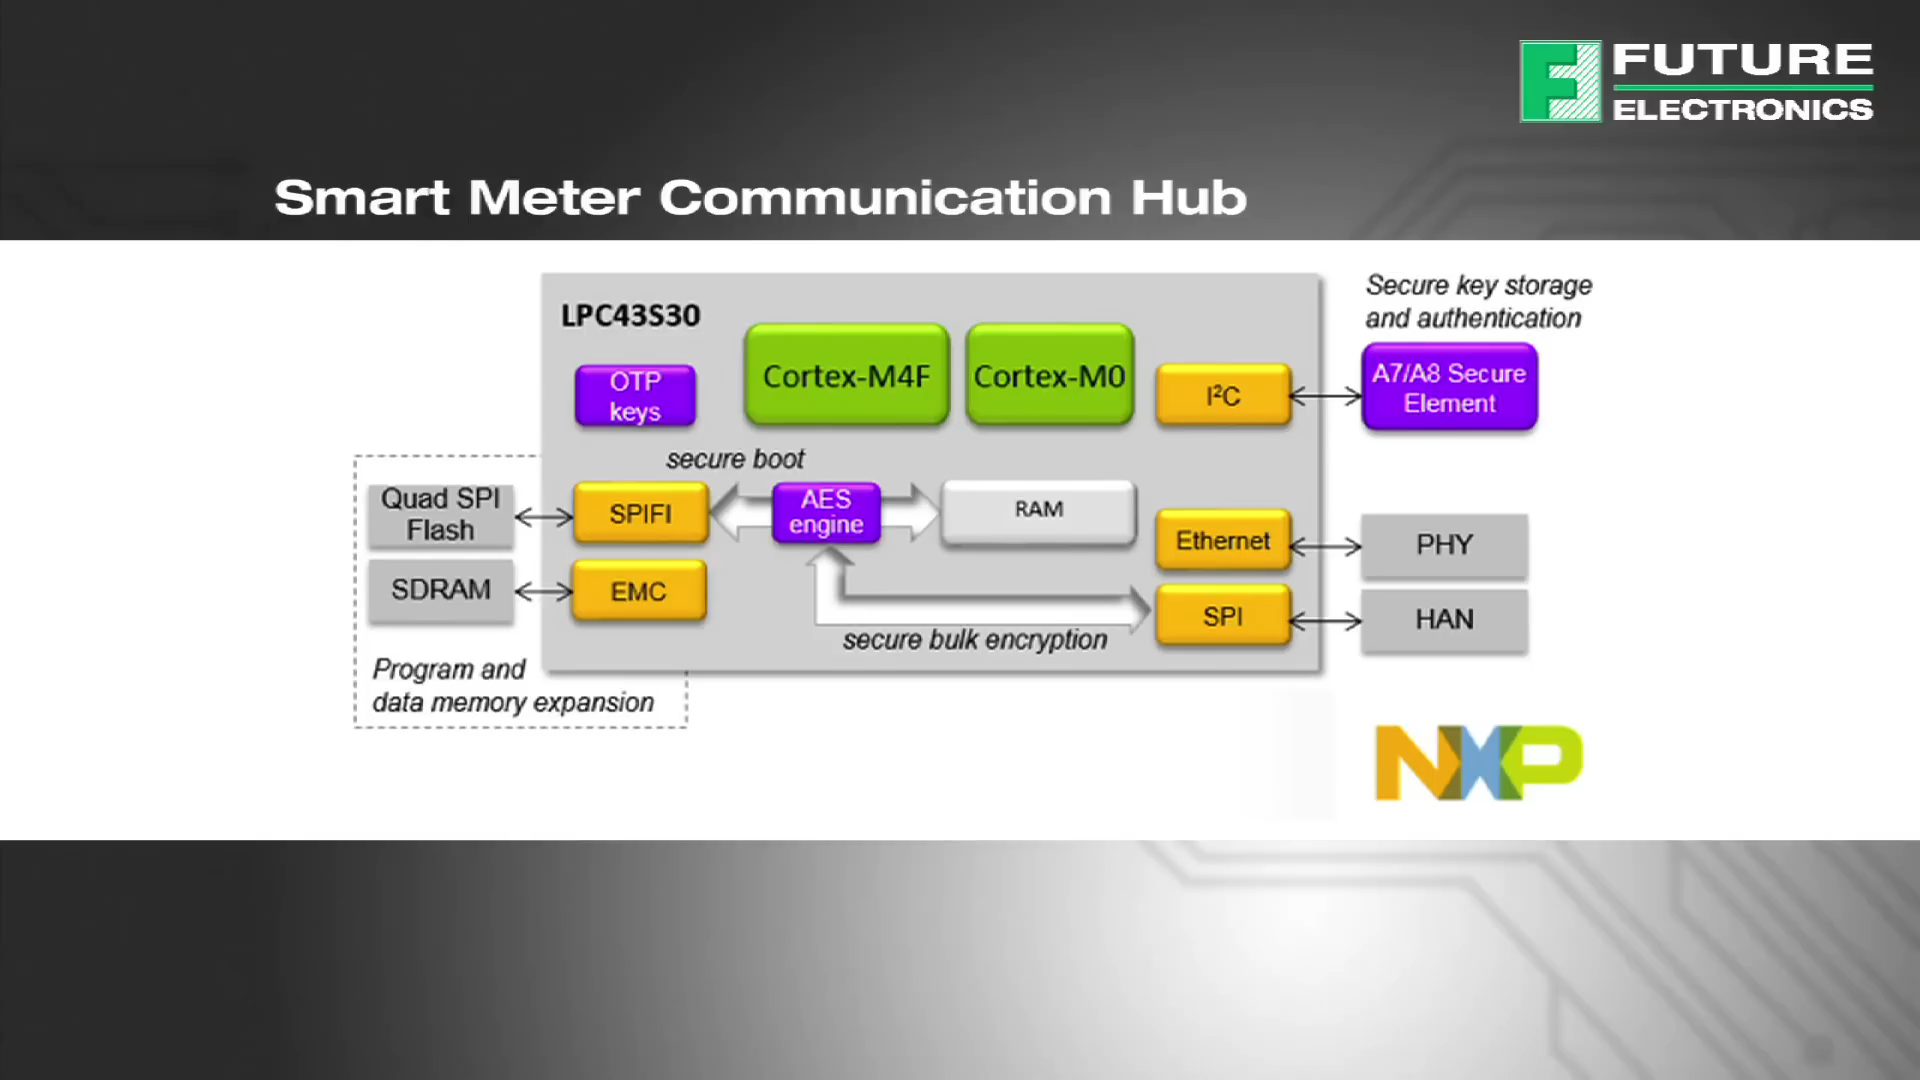 FUTURE
ELECTRONICS
Smart Meter Communication Hub
LPC43S30
OTP
keys
Cortex-M4F
Cortex-M0
I²C
Secure key storage
and authentication
A7/A8 Secure
Element
secure boot
Quad SPI
Flash
SPIFI
AES
engine
RAM
Ethernet
PHY
SDRAM
EMC
SPI
HAN
secure bulk encryption
Program and
data memory expansion
NXP